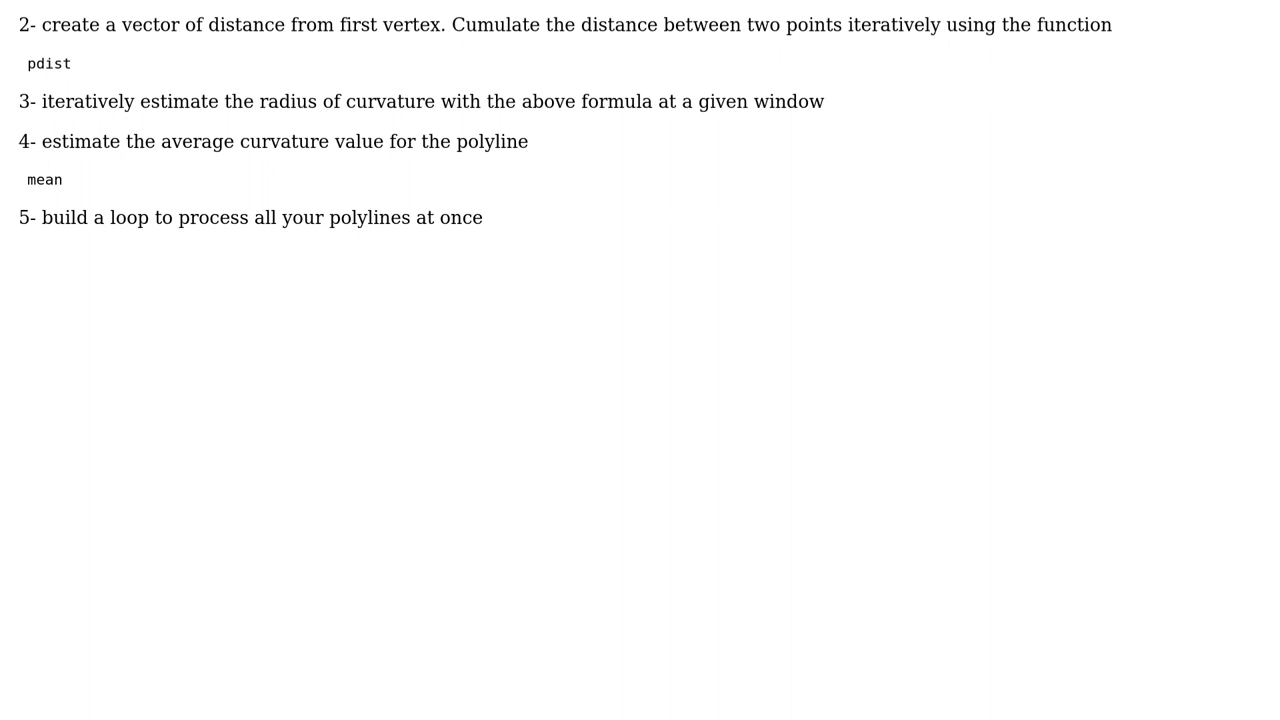 2- create a vector of distance from first vertex. Cumulate the distance between two points iteratively using the function
pdist
3- iteratively estimate the radius of curvature with the above formula at a given window
4- estimate the average curvature value for the polyline
mean
5- build a loop to process all your polylines at once